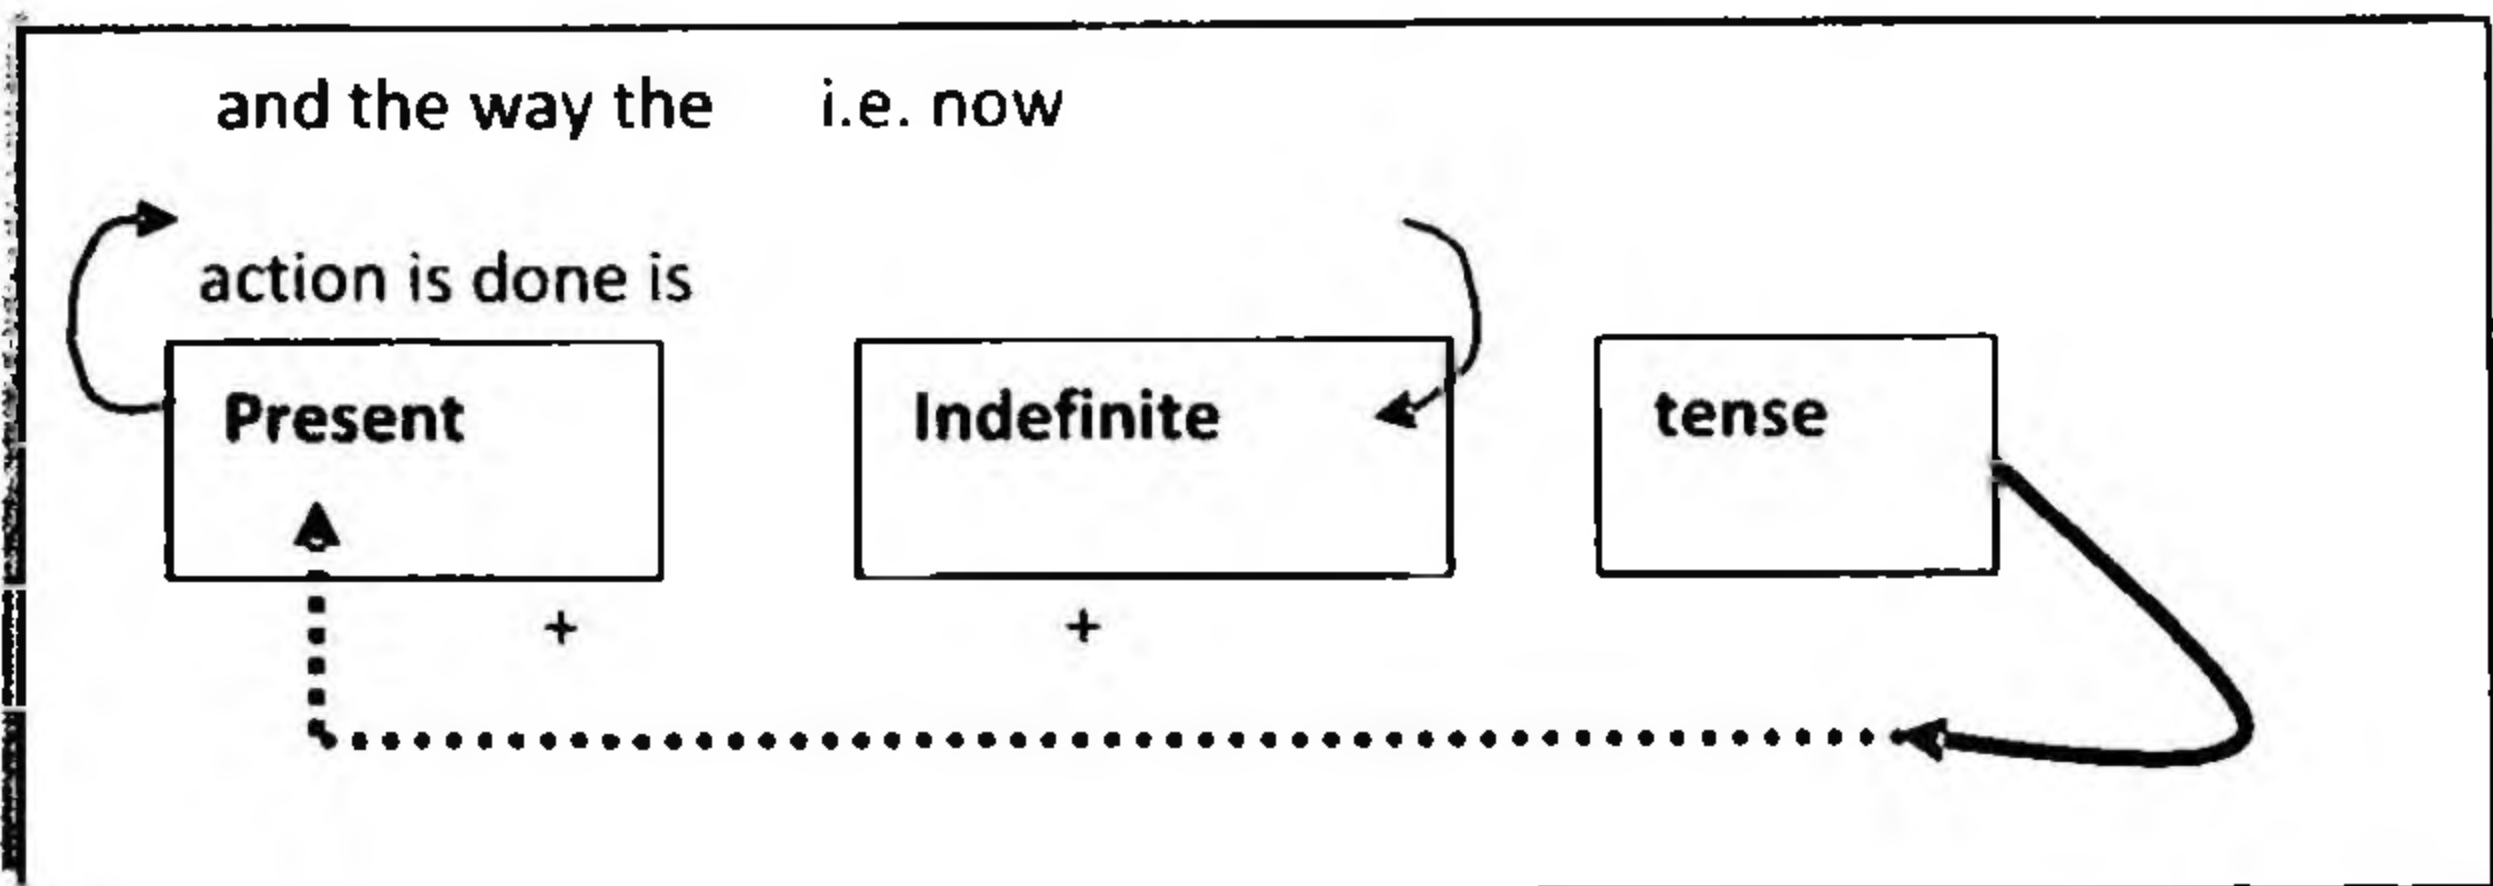 and the way the i.e. now
action is done is
Present Indefinite tense
+ +